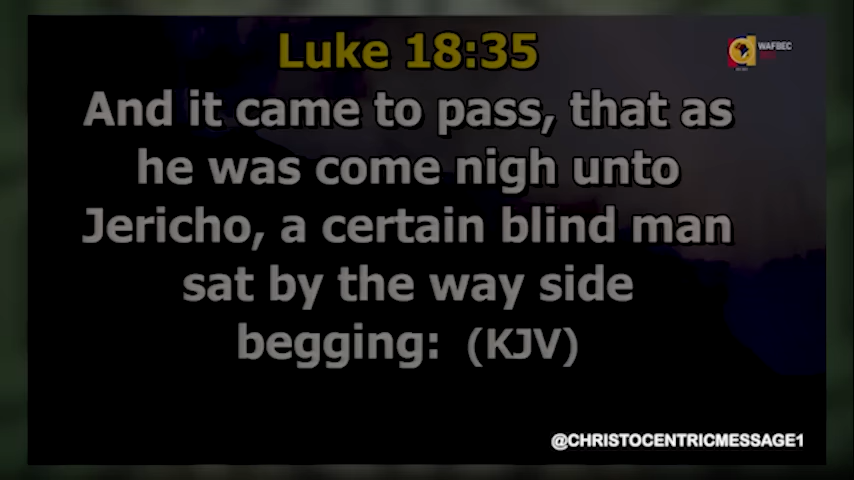 Luke 18:35
WAFBEC
And it came to pass, that as
he was come nigh unto
Jericho, a certain blind man
sat by the way side
begging: (KJV)
@CHRISTOCENTRICMESSAGE1